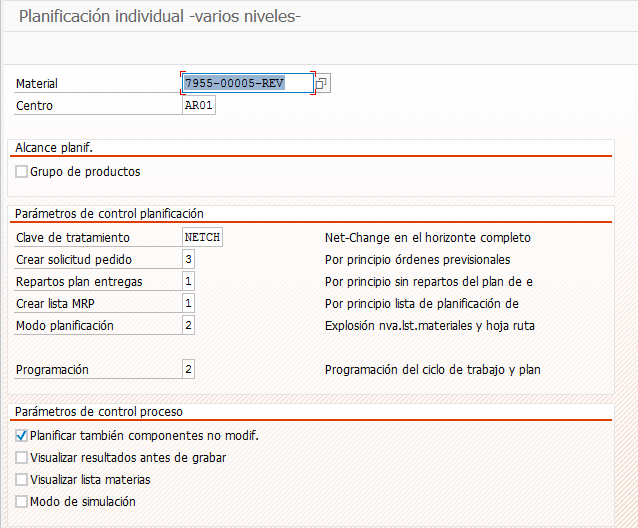 Planificación individual -varios niveles-
Material 7955-00005-REV
Centro AR01
Alcance planif.
Grupo de productos
Parámetros de control planificación
Clave de tratamiento NETCH Net-Change en el horizonte completo
Crear solicitud pedido 3 Por principio órdenes previsionales
Repartos plan entregas 1 Por principio sin repartos del plan de e
Crear lista MRP 1 Por principio lista de planificación de
Modo planificación 2 Explosión nva.lst.materiales y hoja ruta
Programación 2 Programación del ciclo de trabajo y plan
Parámetros de control proceso
Planificar también componentes no modif.
Visualizar resultados antes de grabar
Visualizar lista materias
Modo de simulación